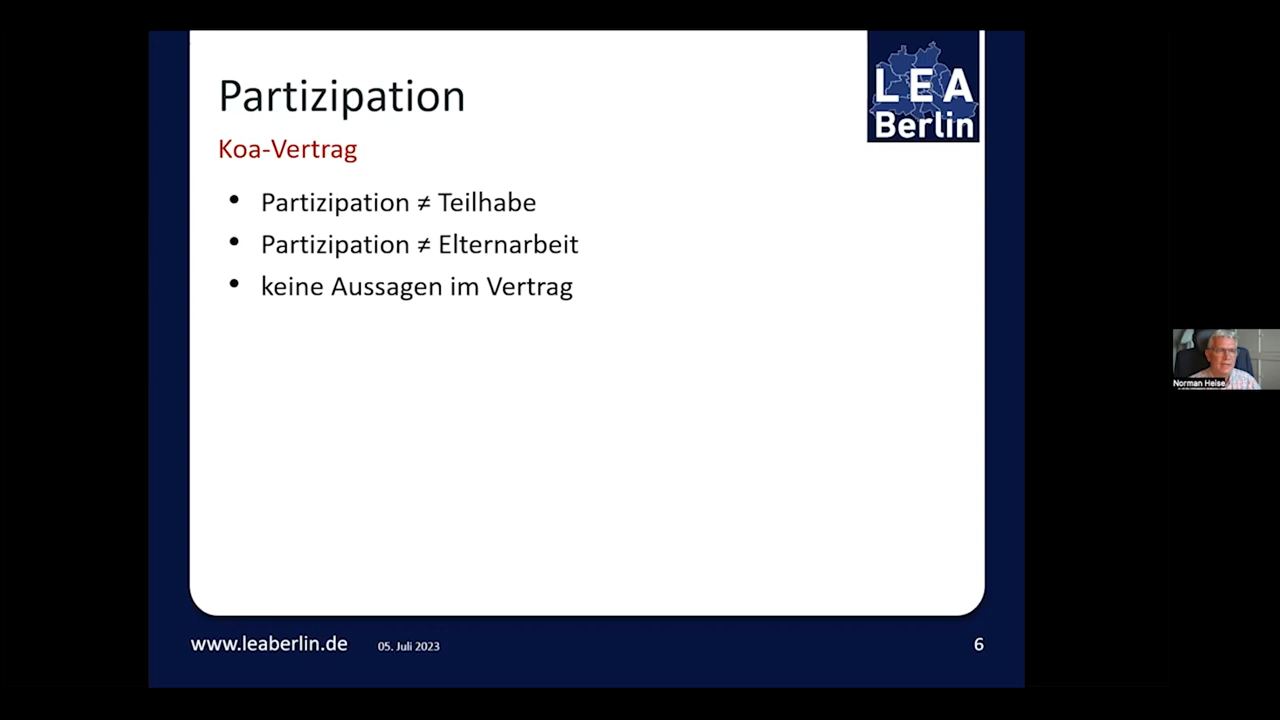 Partizipation
Koa-Vertrag
• Partizipation ≠ Teilhabe
• Partizipation ≠ Elternarbeit
• keine Aussagen im Vertrag
LEA
Berlin
Norman Heise
www.leaberlin.de 05. Juli 2023 6